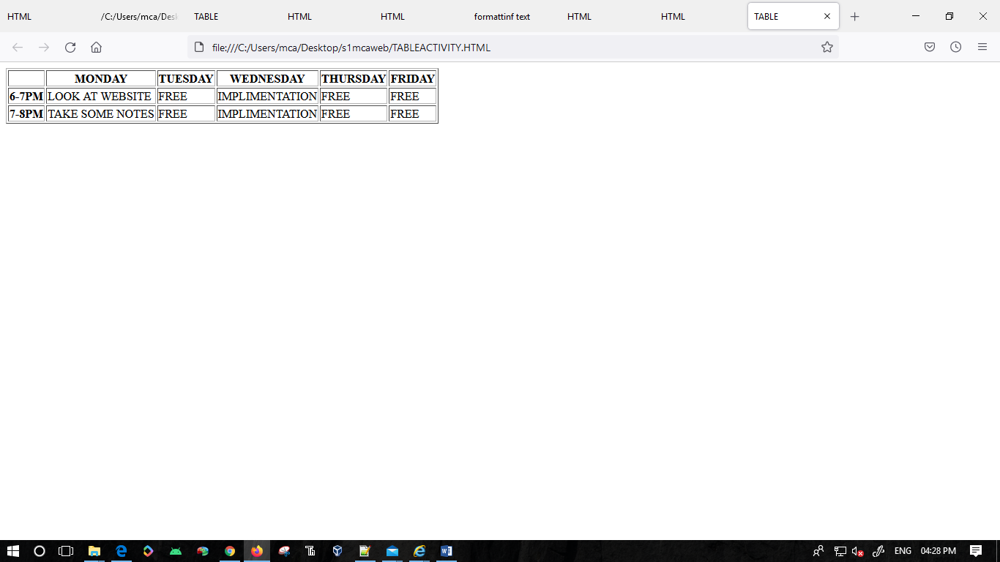 HTML /C:/Users/mca/Des TABLE HTML HTML formattinf text HTML HTML TABLE
file:///C:/Users/mca/Desktop/s1mcaweb/TABLEACTIVITY.HTML
MONDAY TUESDAY WEDNESDAY THURSDAY FRIDAY
6-7PM LOOK AT WEBSITE FREE IMPLIMENTATION FREE FREE
7-8PM TAKE SOME NOTES FREE IMPLIMENTATION FREE FREE
ENG 04:28 PM